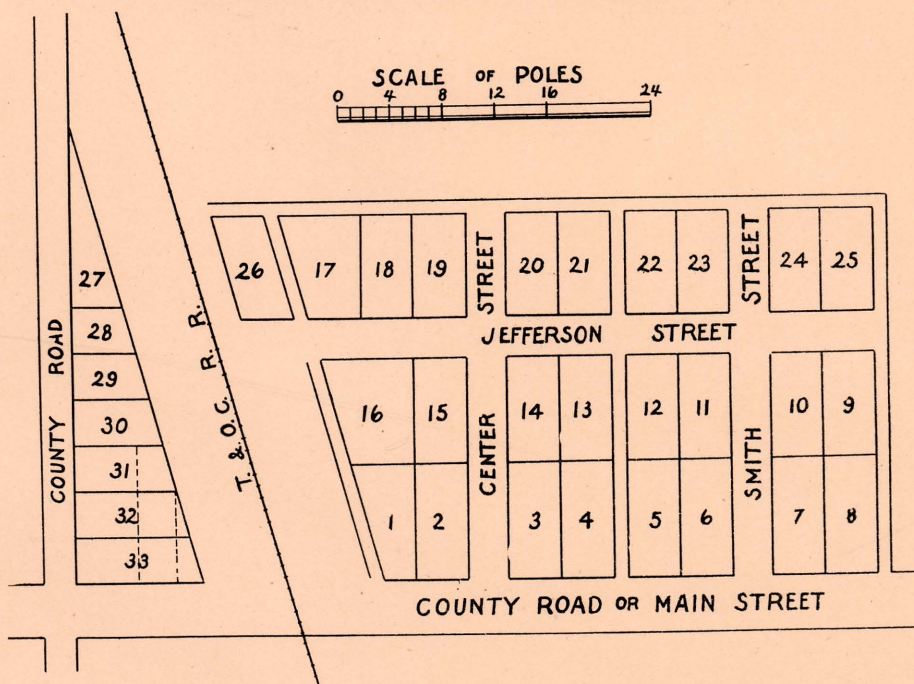 SCALE OF POLES
0 4 8 12 16 24
26 17 18 19 STREET 20 21 22 23 STREET 24 25
JEFFERSON STREET
27
28
29
30
31
32
33
COUNTY ROAD
T. & O.C. R. R.
16 15 14 13 12 11 10 9
CENTER
SMITH
1 2 3 4 5 6 7 8
COUNTY ROAD OR MAIN STREET